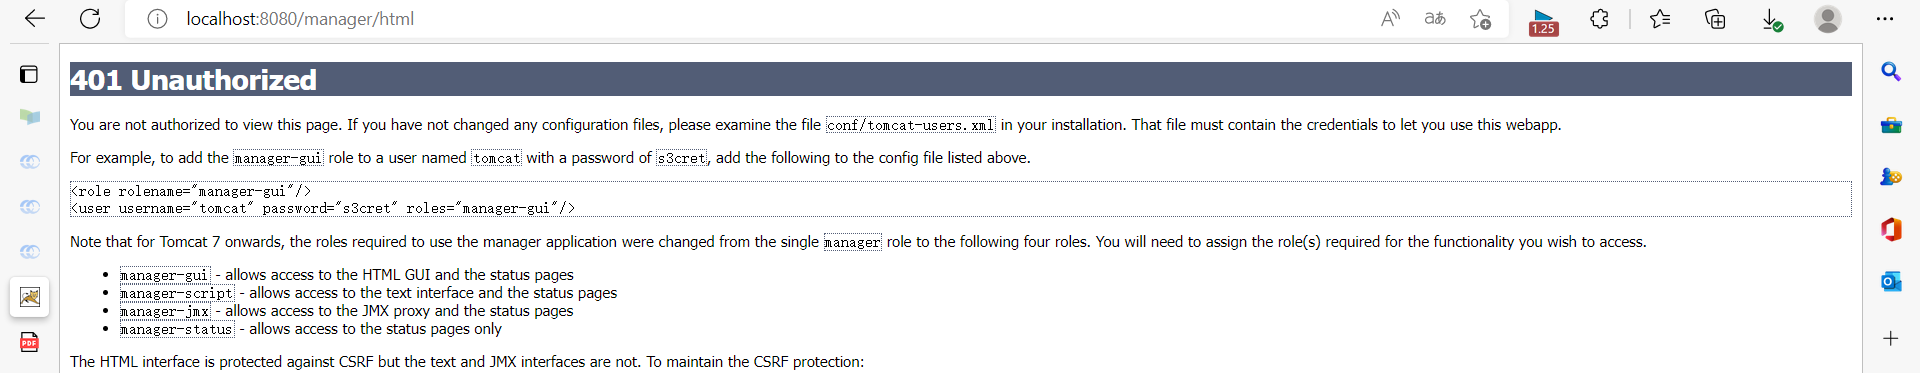 localhost:8080/manager/html
A
aあ
1.25
401 Unauthorized
You are not authorized to view this page. If you have not changed any configuration files, please examine the file conf/tomcat-users.xml in your installation. That file must contain the credentials to let you use this webapp.
For example, to add the manager-gui role to a user named tomcat with a password of s3cret, add the following to the config file listed above.
<role rolename="manager-gui"/>
<user username="tomcat" password="s3cret" roles="manager-gui"/>
Note that for Tomcat 7 onwards, the roles required to use the manager application were changed from the single manager role to the following four roles. You will need to assign the role(s) required for the functionality you wish to access.
• manager-gui - allows access to the HTML GUI and the status pages
• manager-script - allows access to the text interface and the status pages
• manager-jmx - allows access to the JMX proxy and the status pages
• manager-status - allows access to the status pages only
PDF
The HTML interface is protected against CSRF but the text and JMX interfaces are not. To maintain the CSRF protection: